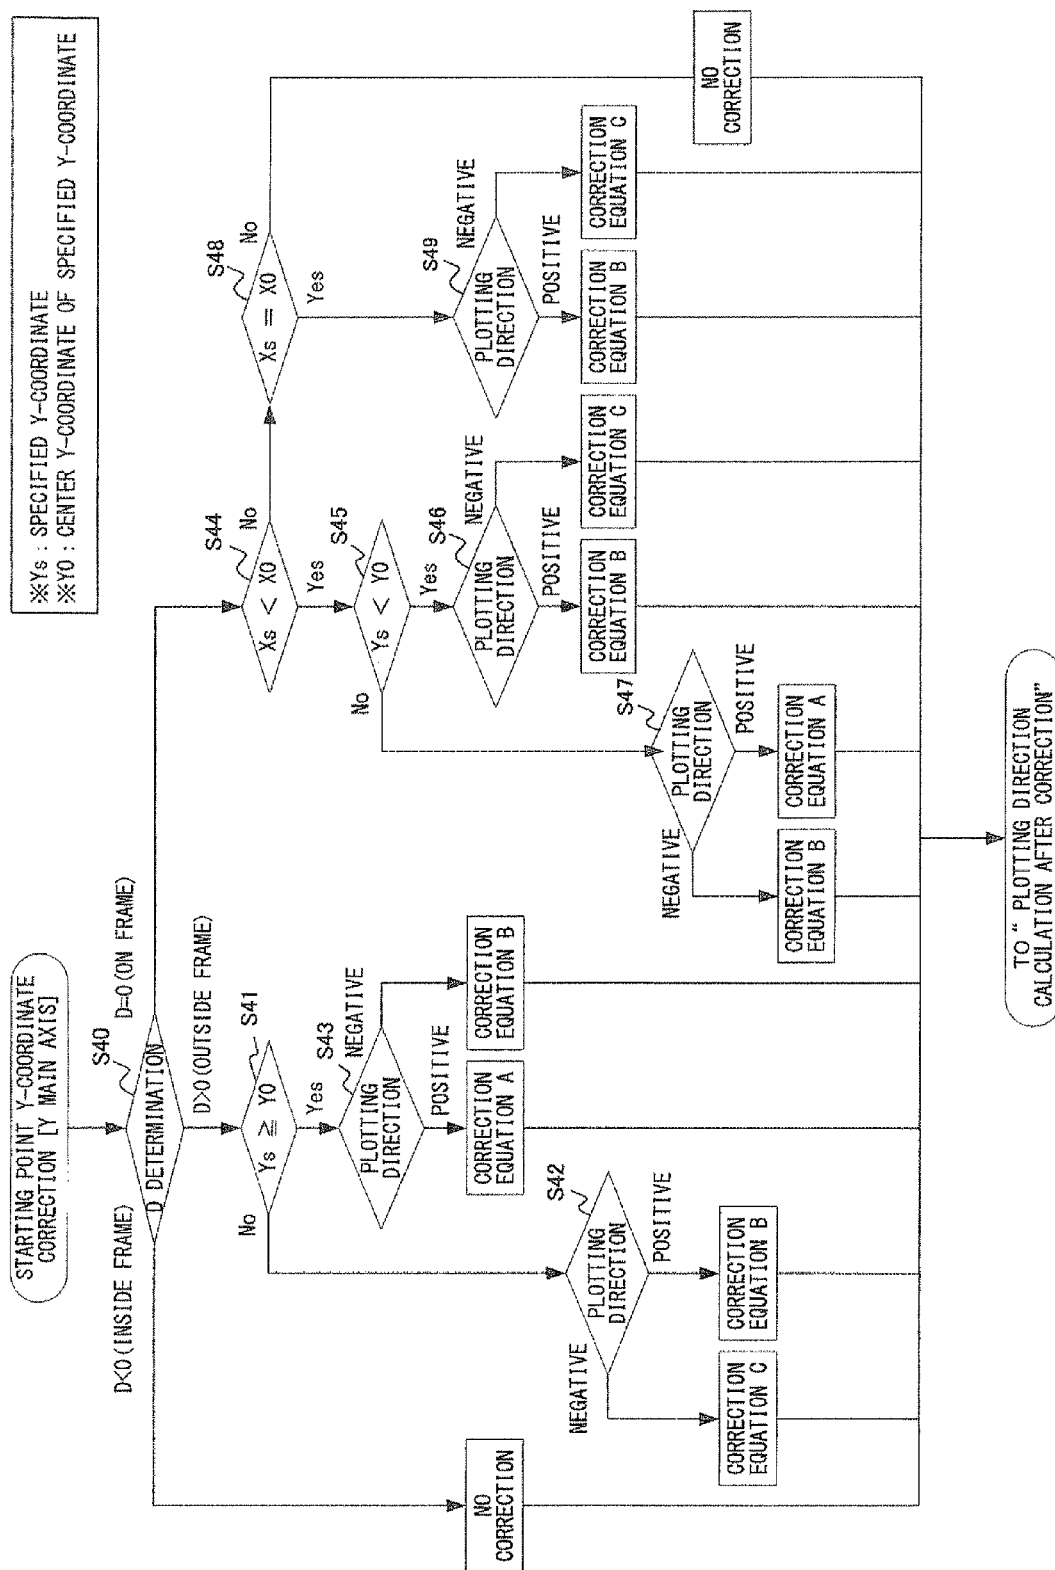 ※Ys : SPECIFIED Y-COORDINATE
※Y0 : CENTER Y-COORDINATE OF SPECIFIED Y-COORDINATE
STARTING POINT Y-COORDINATE
CORRECTION [Y MAIN AXIS]
S40
D DETERMINATION
D<0(INSIDE FRAME)
D>0(OUTSIDE FRAME)
D=0(ON FRAME)
S41
Ys ≧ Y0
No
Yes
S43
PLOTTING
DIRECTION
NEGATIVE
POSITIVE
S44
Xs < X0
No
Yes
S45
Ys < Y0
No
Yes
S46
PLOTTING
DIRECTION
NEGATIVE
POSITIVE
S48
Xs = X0
No
Yes
S49
PLOTTING
DIRECTION
NEGATIVE
POSITIVE
NO
CORRECTION
CORRECTION
EQUATION A
CORRECTION
EQUATION B
S42
PLOTTING
DIRECTION
NEGATIVE
POSITIVE
CORRECTION
EQUATION C
CORRECTION
EQUATION B
S47
PLOTTING
DIRECTION
NEGATIVE
POSITIVE
CORRECTION
EQUATION B
CORRECTION
EQUATION A
CORRECTION
EQUATION B
CORRECTION
EQUATION C
CORRECTION
EQUATION B
CORRECTION
EQUATION C
NO
CORRECTION
TO “ PLOTTING DIRECTION
CALCULATION AFTER CORRECTION”